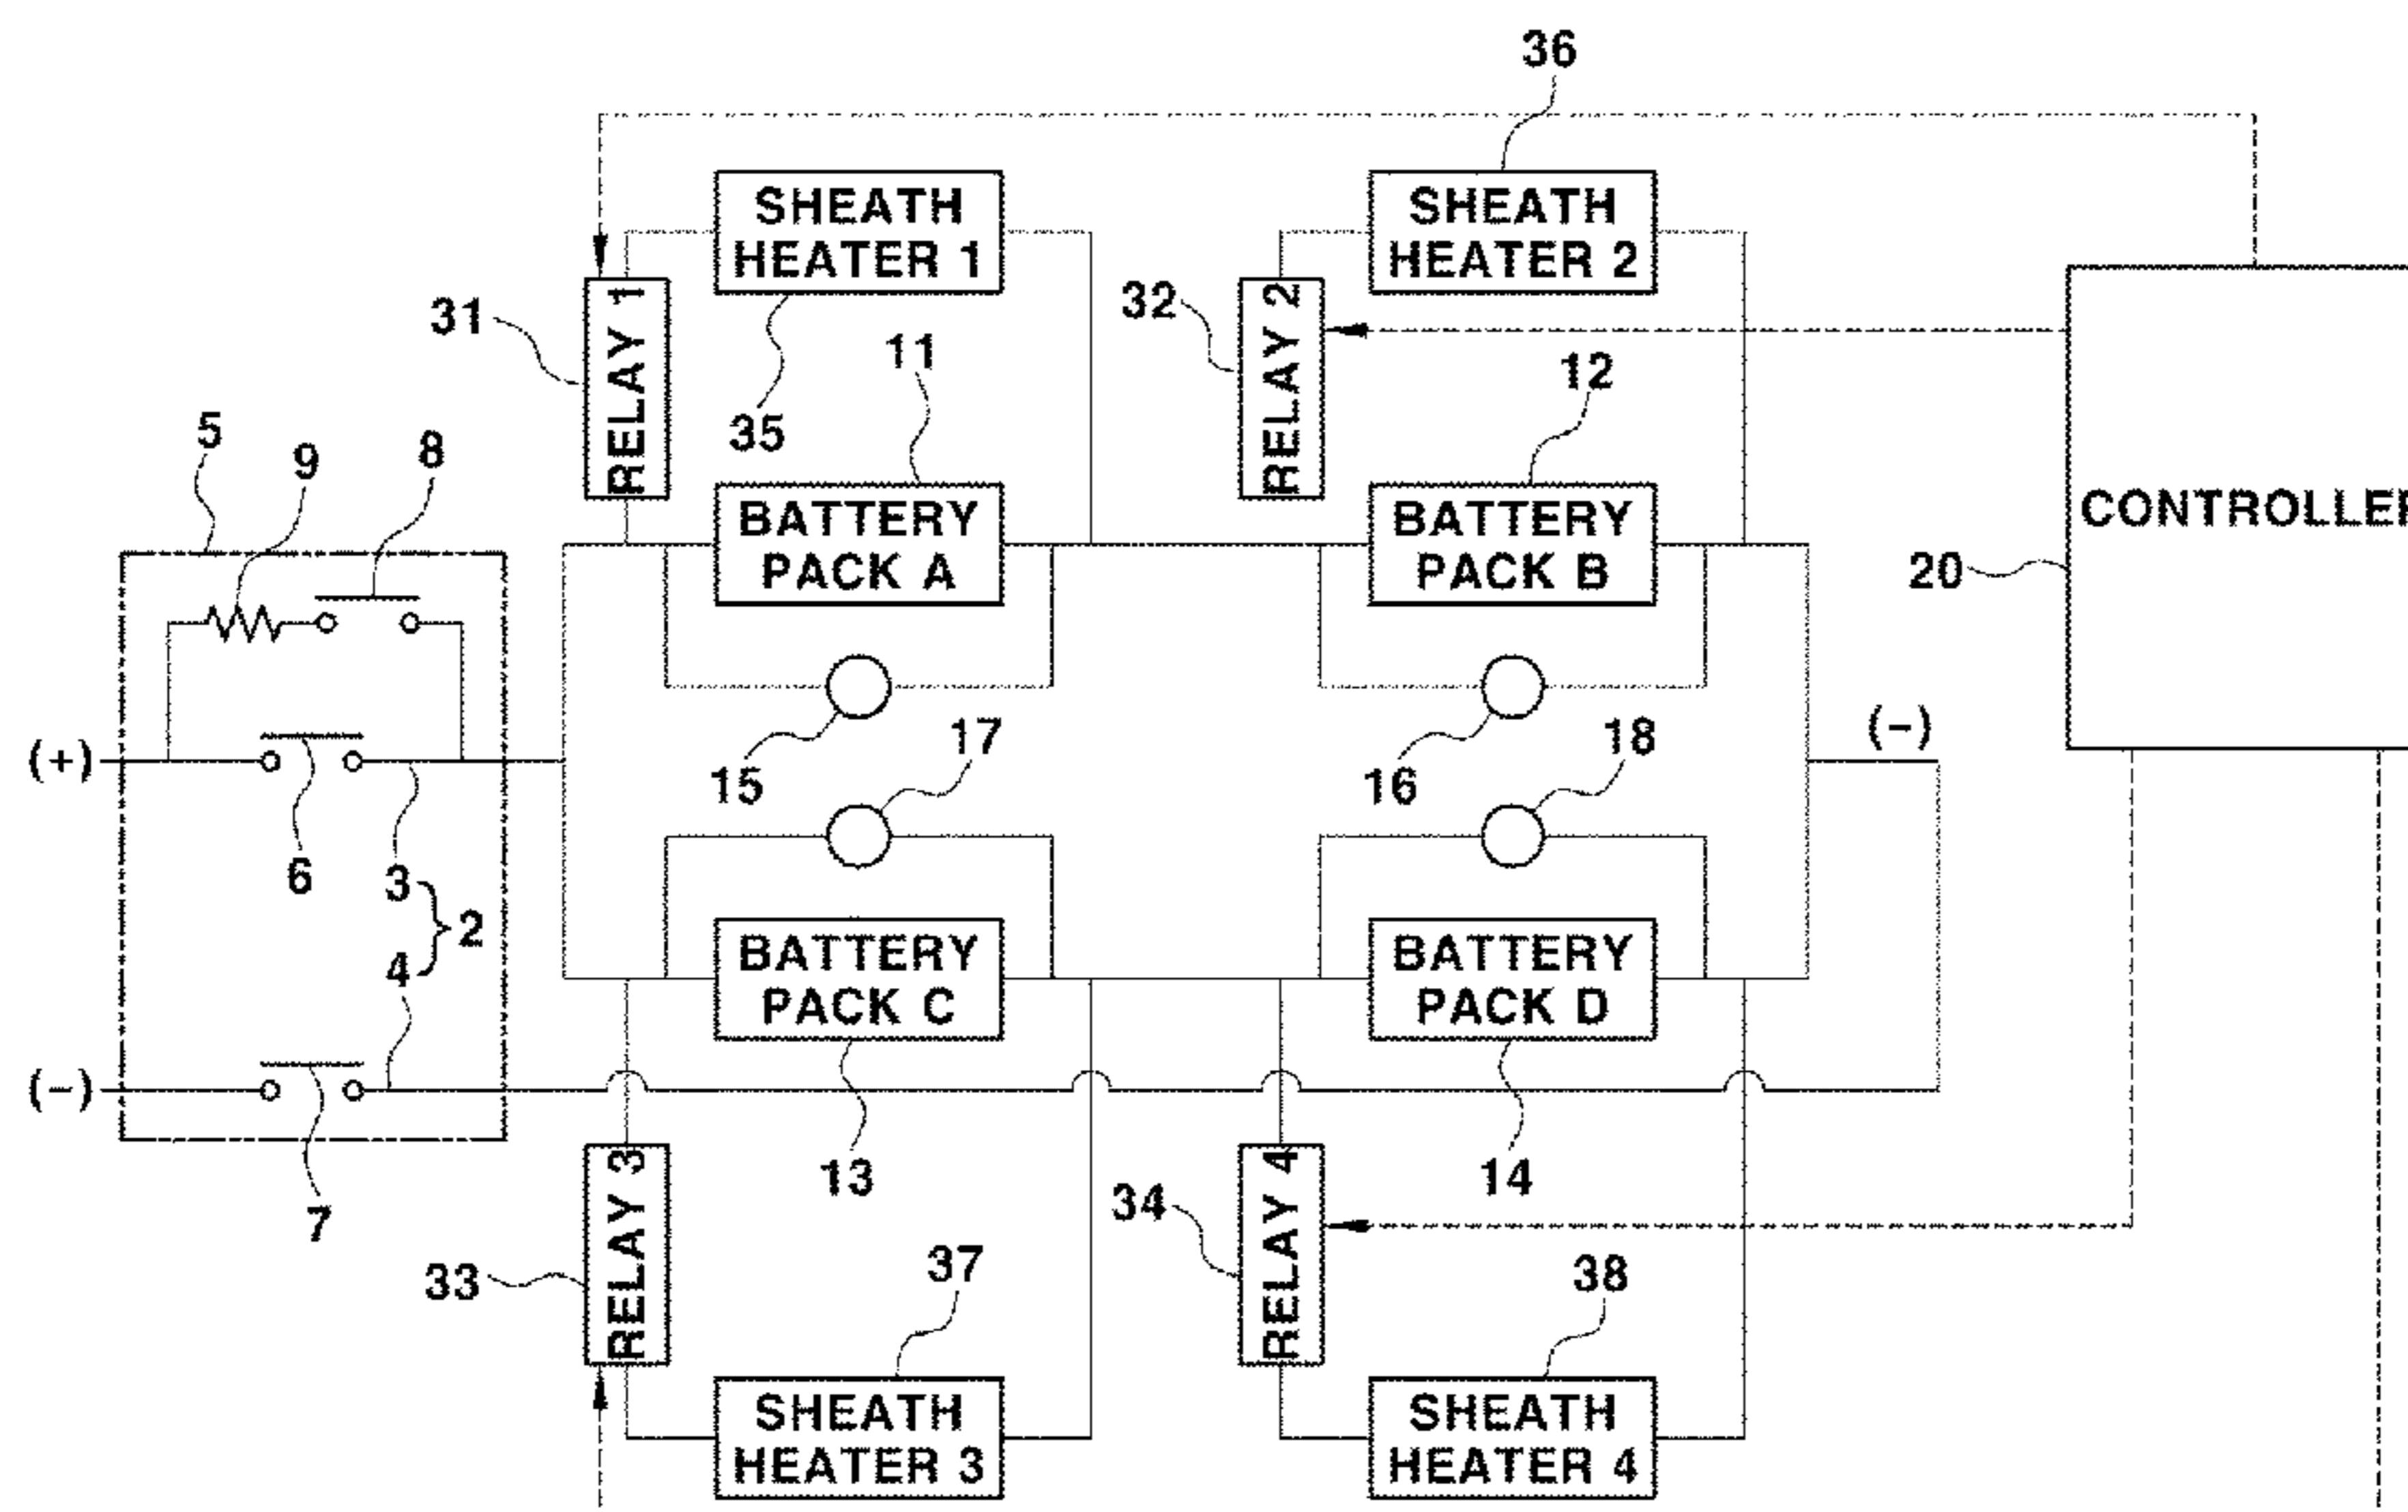 36
SHEATH
HEATER 1
SHEATH
HEATER 2
31
RELAY 1
35
11
32
RELAY 2
12
5
9
8
BATTERY
PACK A
BATTERY
PACK B
CONTROLLER
20
(+)
15
17
16
18
(-)
6
3
2
4
BATTERY
PACK C
BATTERY
PACK D
(-)
7
13
14
33
RELAY 3
34
RELAY 4
37
38
SHEATH
HEATER 3
SHEATH
HEATER 4